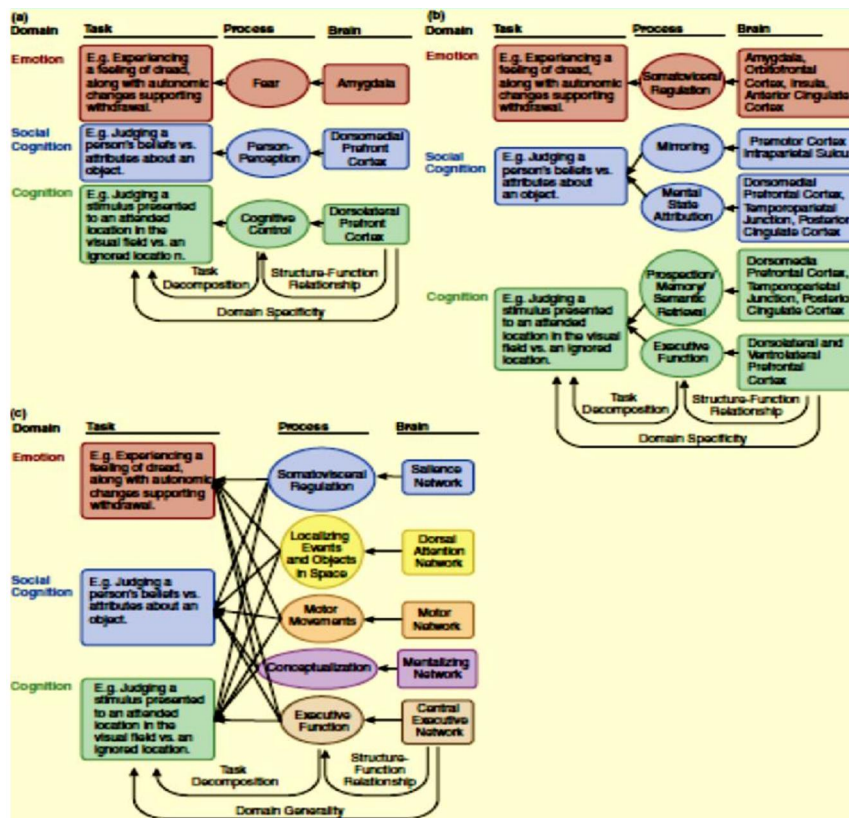 (a)
Domain Task Process Brain
Emotion
E.g. Experiencing
a feeling of dread,
along with autonomic
changes supporting
withdrawal.
Fear
Amygdala
Social
Cognition
E.g. Judging a
person's beliefs vs.
attributes about an
object.
Person-
Perception
Dorsomedial
Prefront
Cortex
Cognition
E.g. Judging a
stimulus presented
to an attended
location in the
visual field vs. an
ignored locatio n.
Cognitive
Control
Dorsolateral
Prefront
Cortex
Task
Decomposition
Structure-Function
Relationship
Domain Specificity
(b)
Domain Task Process Brain
Emotion
E.g. Experiencing a
feeling of dread,
along with autonomic
changes supporting
withdrawal.
Somatovisceral
Regulation
Amygdala,
Orbitofrontal
Cortex, Insula,
Anterior Cingulate
Cortex
Social
Cognition
E.g. Judging a
person's beliefs vs.
attributes about
an object.
Mirroring
Premotor Cortex
Intraparietal Sulcu
Mental
State
Attribution
Dorsomedial
Prefrontal Cortex,
Temporoparietal
Junction, Posterior
Cingulate Cortex
Cognition
E.g. Judging a
stimulus presented
to an attended
location in the visual
field vs. an ignored
location.
Prospection/
Memory/
Semantic
Retrieval
Dorsomedia
Prefrontal Cortex,
Temporoparietal
Junction, Posterior
Cingulate Cortex
Executive
Function
Dorsolateral and
Ventrolateral
Prefrontal
Cortex
Task
Decomposition
Structure-Function
Relationship
Domain Specificity
(c)
Domain Task Process Brain
Emotion
E.g. Experiencing a
feeling of dread,
along with autonomic
changes supporting
withdrawal.
Somatovisceral
Regulation
Salience
Network
Localizing
Events
and Objects
in Space
Dorsal
Attention
Network
Social
Cognition
E.g. Judging a
person's beliefs vs.
attributes about an
object.
Motor
Movements
Motor
Network
Conceptualization
Mentalizing
Network
Cognition
E.g. Judging a
stimulus presented
to an attended
location in the
visual field vs. an
ignored location.
Executive
Function
Central
Executive
Network
Task
Decomposition
Structure-
Function
Relationship
Domain Generality